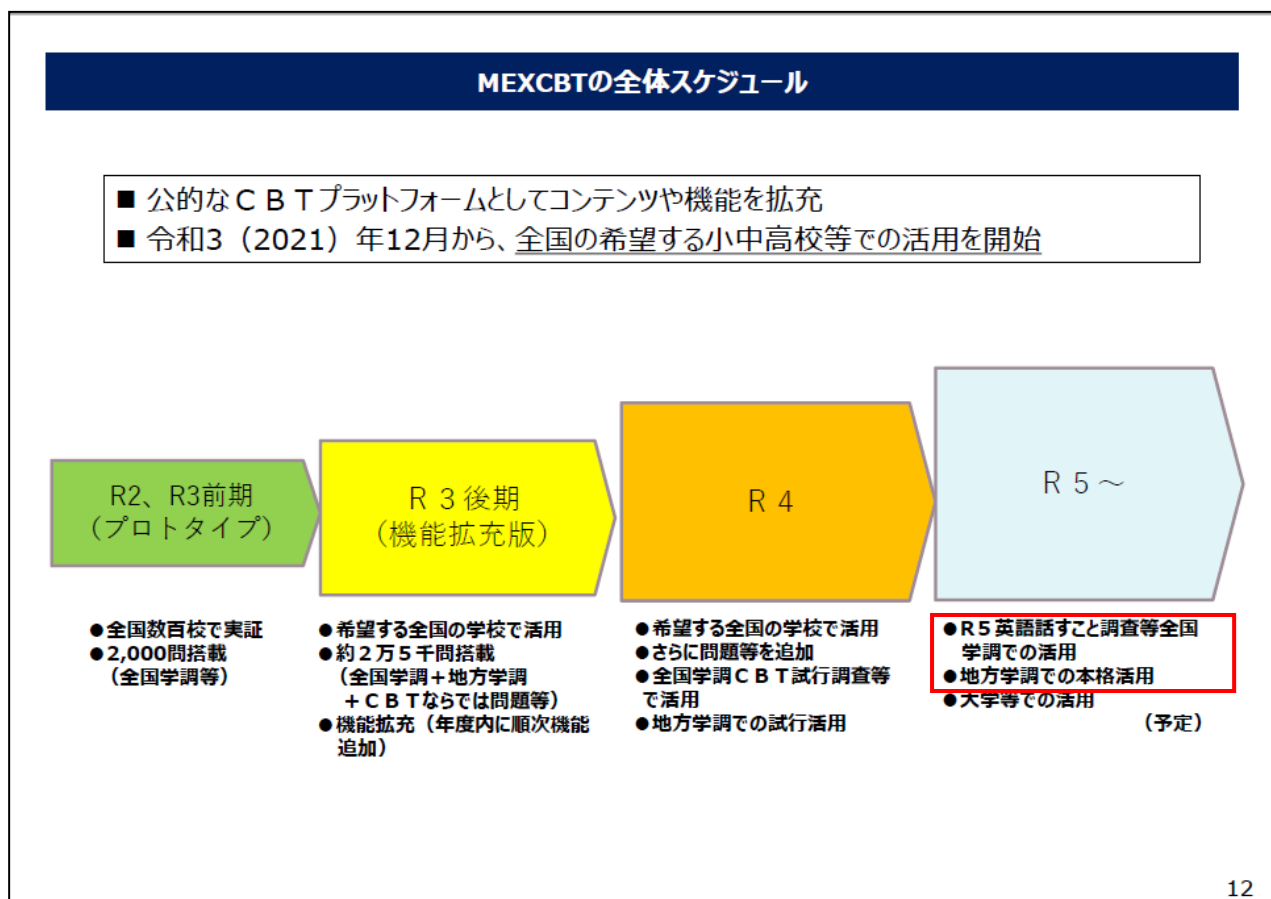 MEXCBTの全体スケジュール
■ 公的なＣＢＴプラットフォームとしてコンテンツや機能を拡充
■ 令和3（2021）年12月から、全国の希望する小中高校等での活用を開始
R2、R3前期
（プロトタイプ）
Ｒ３後期
（機能拡充版）
Ｒ４
Ｒ５～
●全国数百校で実証
●2,000問搭載
（全国学調等）
●希望する全国の学校で活用
●約２万５千問搭載
（全国学調＋地方学調
＋ＣＢＴならでは問題等）
●機能拡充（年度内に順次機能
追加）
●希望する全国の学校で活用
●さらに問題等を追加
●全国学調ＣＢＴ試行調査等
で活用
●地方学調での試行活用
●R５英語話すこと調査等全国
学調での活用
●地方学調での本格活用
●大学等での活用
（予定）
12